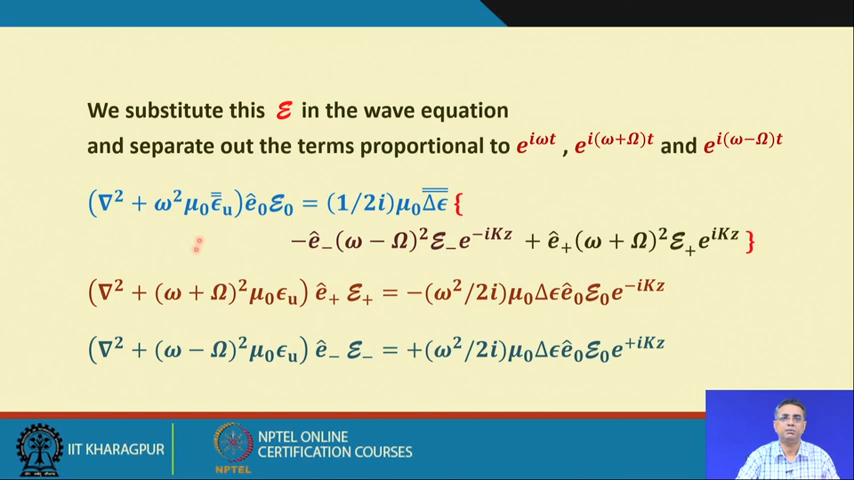 We substitute this ℰ in the wave equation
and separate out the terms proportional to e^{iωt} , e^{i(ω+Ω)t} and e^{i(ω−Ω)t}
(∇² + ω²μ₀ε̿ᵤ)ê₀ℰ₀ = (1/2i)μ₀Δε̿ {
−ê₋(ω − Ω)²ℰ₋e^{−iKz} + ê₊(ω + Ω)²ℰ₊e^{iKz} }
(∇² + (ω + Ω)²μ₀εᵤ) ê₊ ℰ₊ = −(ω²/2i)μ₀Δεê₀ℰ₀e^{−iKz}
(∇² + (ω − Ω)²μ₀εᵤ) ê₋ ℰ₋ = +(ω²/2i)μ₀Δεê₀ℰ₀e^{+iKz}
IIT KHARAGPUR
NPTEL
NPTEL ONLINE
CERTIFICATION COURSES